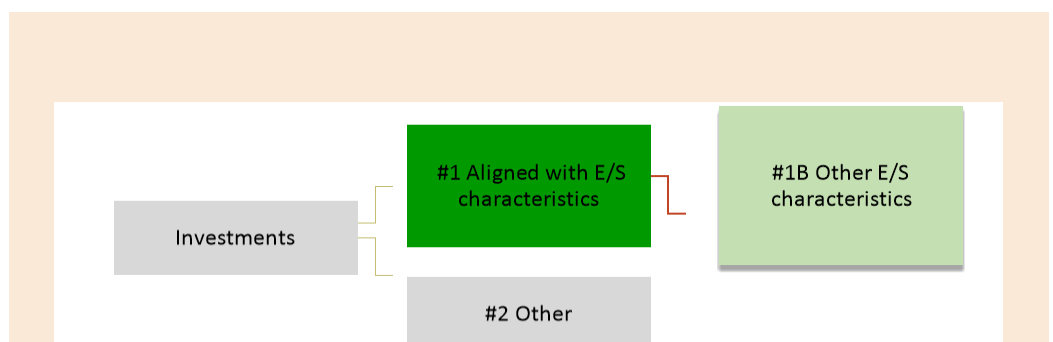 Investments
#1 Aligned with E/S
characteristics
#2 Other
#1B Other E/S
characteristics